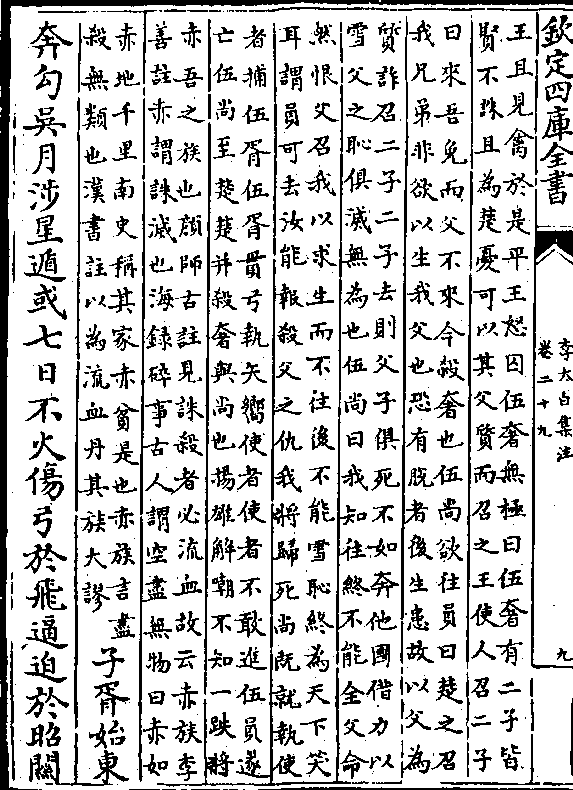 欽定四庫全書
李太白集注
卷二十九
九
王且見禽於是平王怒囚伍奢無極曰伍奢有二子皆
賢不誅且為楚憂可以其父質而召之王使人召二子
曰來吾免而父不來今殺奢也伍尚欲往員曰楚之召
我兄弟非欲以生我父也恐有脫者後生患故以父為
質詐召二子二子去則父子俱死不如奔他國借力以
雪父之恥俱滅無為也伍尚曰我知往終不能全父命
然恨父召我以求生而不往後不能雪恥終為天下笑
耳謂員可去汝能報殺父之仇我將歸死尚既就執使
者捕伍胥伍胥貫弓執矢嚮使者使者不敢進伍員遂
亡伍尚至楚楚并殺奢與尚也揚雄解嘲不知一跌將
赤吾之族也顔師古註見誅殺者必流血故云赤族李
善註赤謂誅滅也海録碎事古人謂空盡無物曰赤如
赤地千里南史稱其家赤貧是也赤族言盡
殺無類也漢書註以為流血丹其族大謬
子胥始東
奔勾吳月涉星遁或七日不火傷弓於飛逼迫於昭關